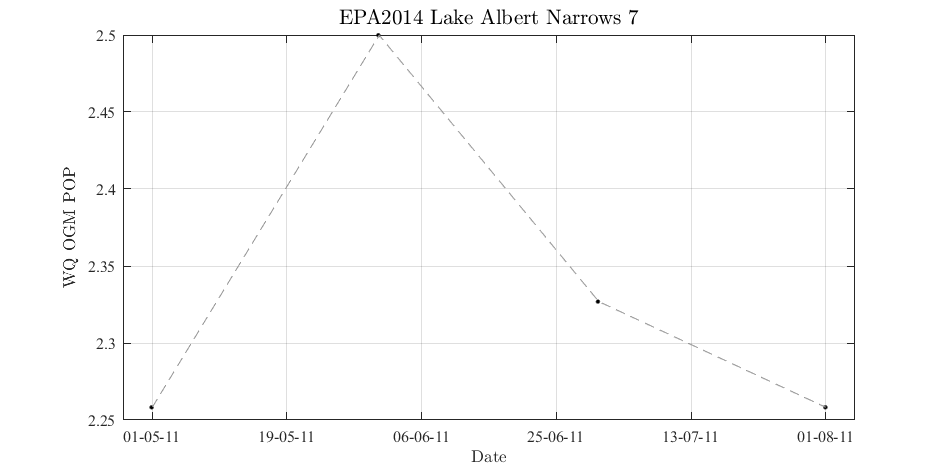 EPA2014 Lake Albert Narrows 7
2.5
2.45
2.4
2.35
2.3
2.25
WQ OGM POP
01-05-11 19-05-11 06-06-11 25-06-11 13-07-11 01-08-11
Date